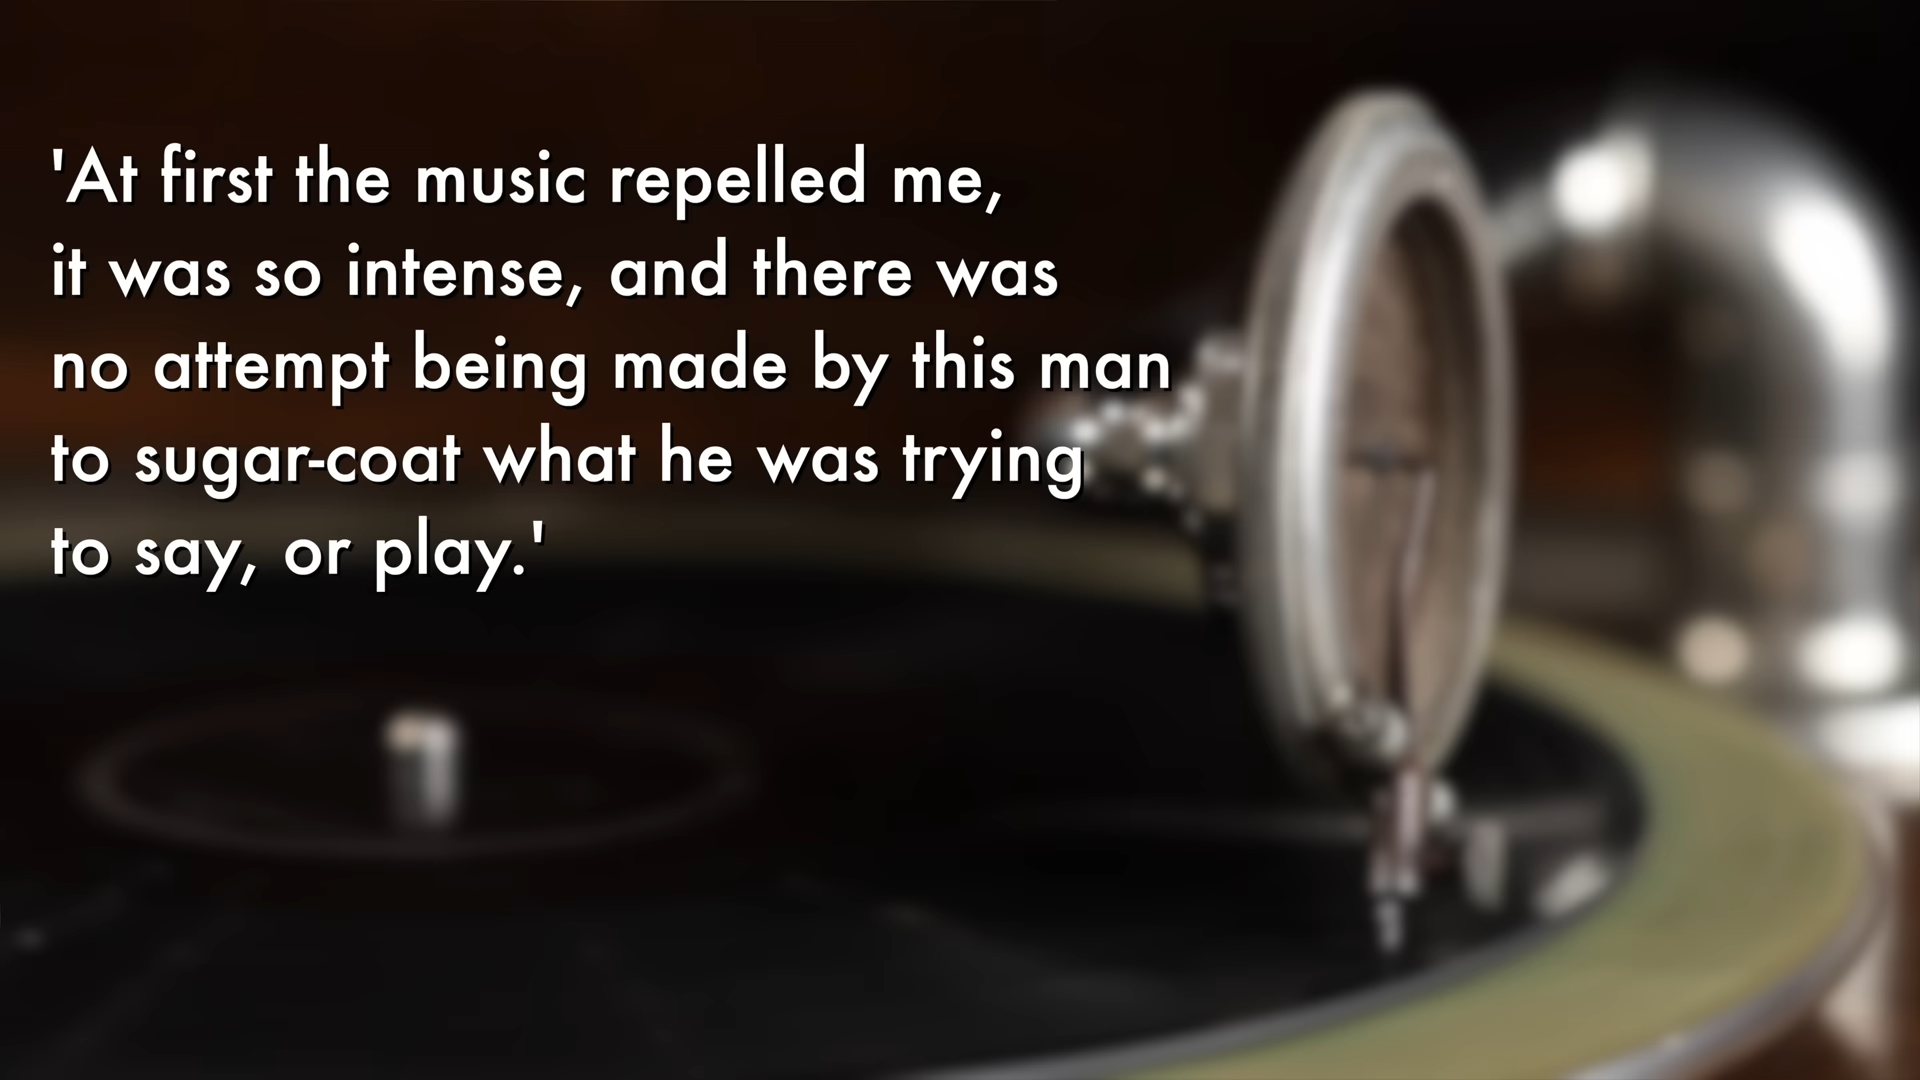 'At first the music repelled me,
it was so intense, and there was
no attempt being made by this man
to sugar-coat what he was trying
to say, or play.'